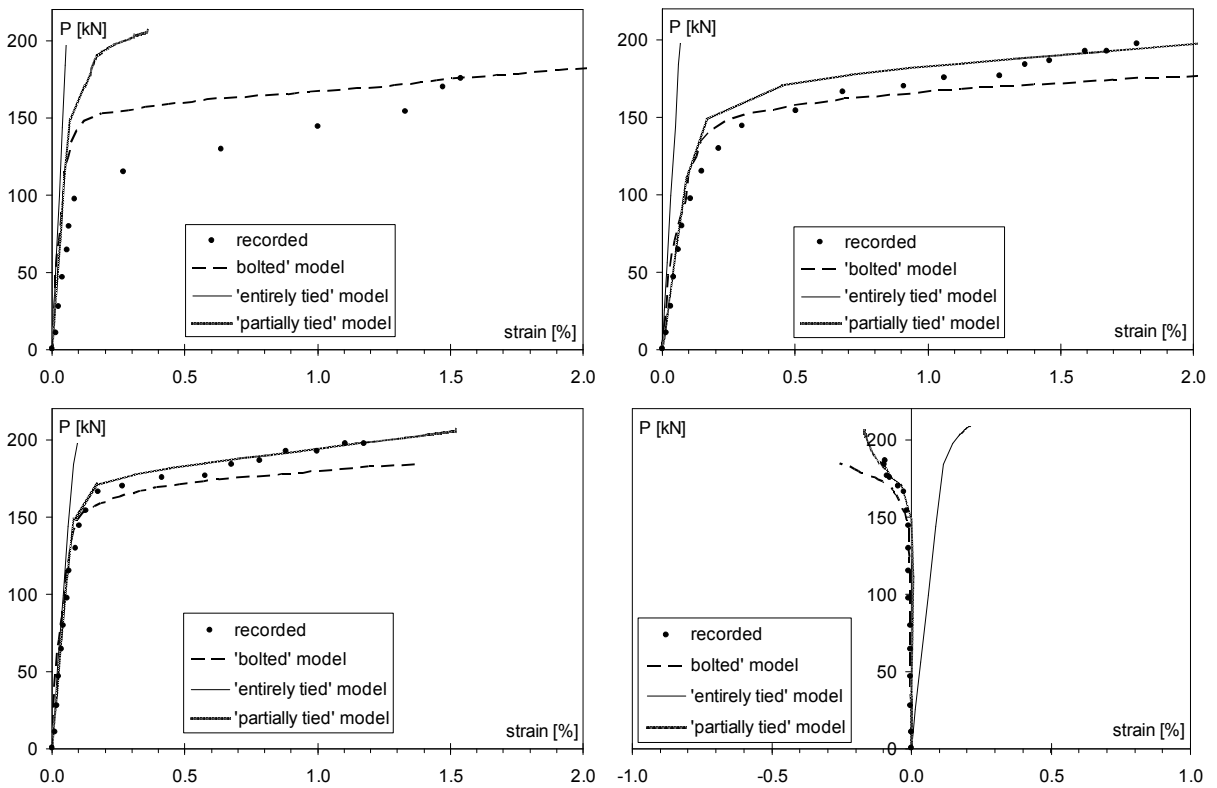 P [kN]
200
150
100
50
0
recorded
bolted' model
'entirely tied' model
'partially tied' model
strain [%]
0.0 0.5 1.0 1.5 2.0
P [kN]
200
150
100
50
0
recorded
'bolted' model
'entirely tied' model
'partially tied' model
strain [%]
0.0 0.5 1.0 1.5 2.0
P [kN]
200
150
100
50
0
recorded
'bolted' model
'entirely tied' model
'partially tied' model
strain [%]
0.0 0.5 1.0 1.5 2.0
P [kN]
200
150
100
50
0
recorded
bolted' model
'entirely tied' model
'partially tied' model
strain [%]
-1.0 -0.5 0.0 0.5 1.0